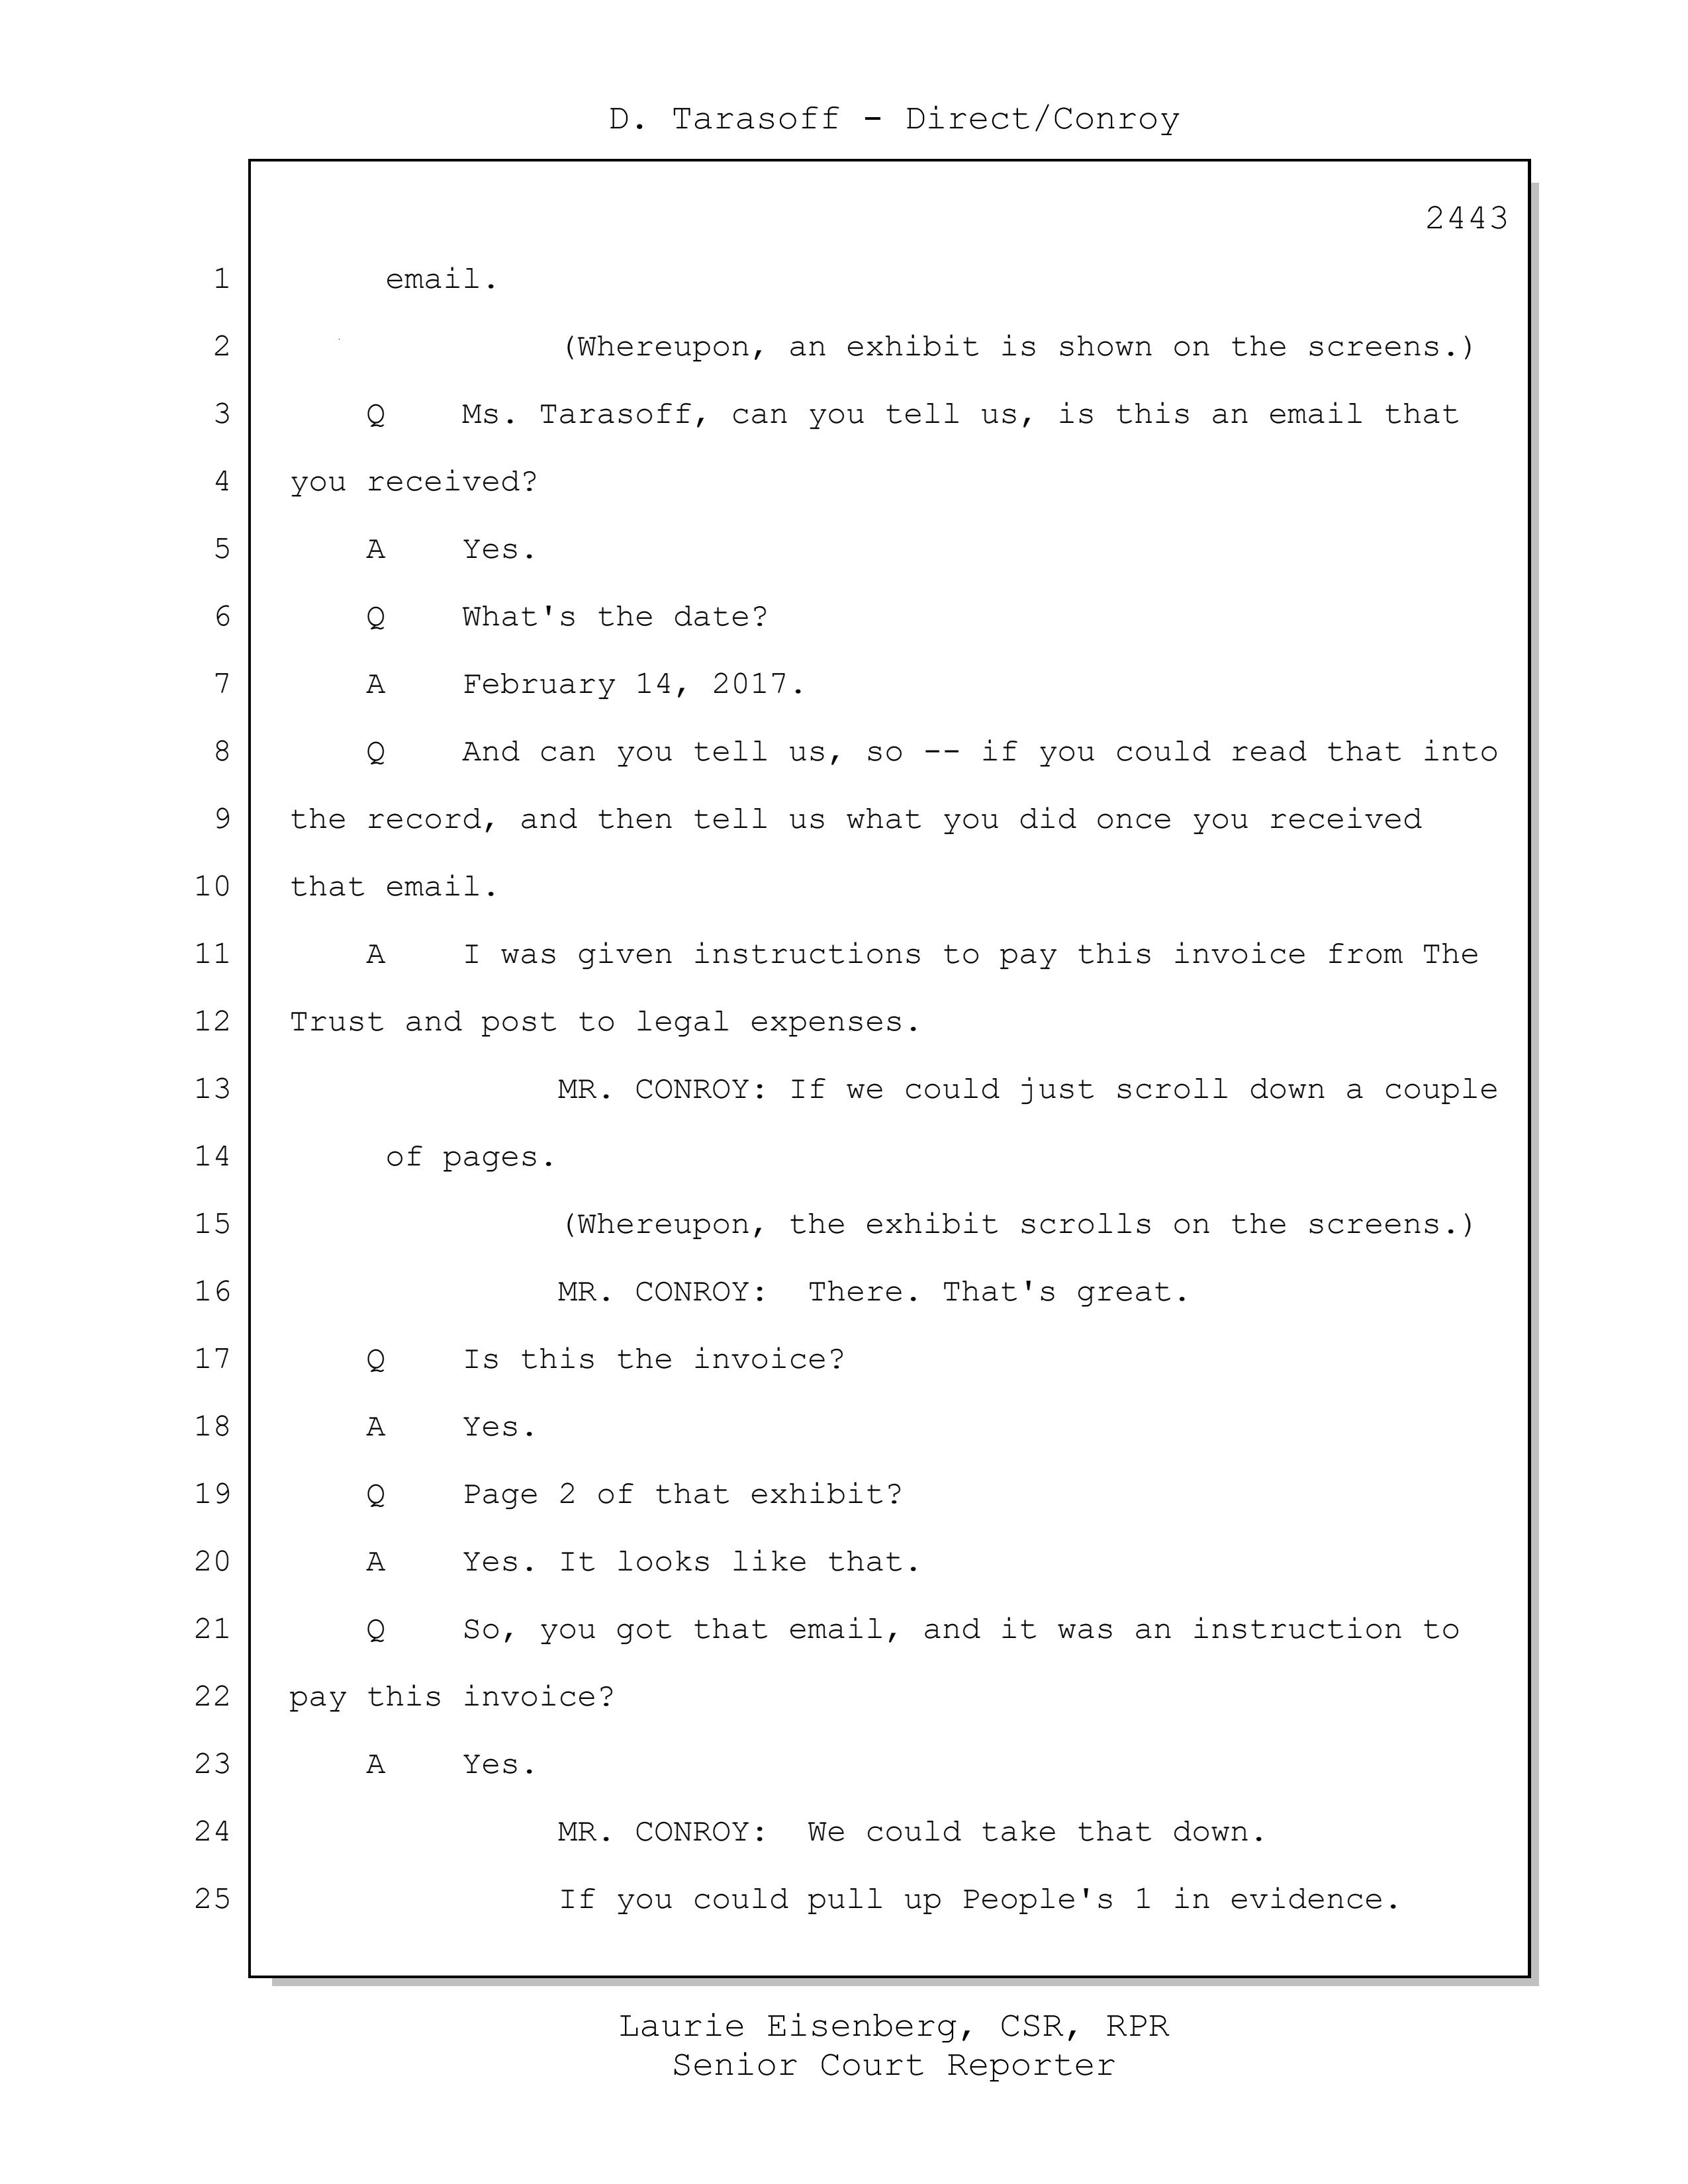 D. Tarasoff - Direct/Conroy
2443
1 email.
2 (Whereupon, an exhibit is shown on the screens.)
3 Q Ms. Tarasoff, can you tell us, is this an email that
4 you received?
5 A Yes.
6 Q What's the date?
7 A February 14, 2017.
8 Q And can you tell us, so -- if you could read that into
9 the record, and then tell us what you did once you received
10 that email.
11 A I was given instructions to pay this invoice from The
12 Trust and post to legal expenses.
13 MR. CONROY: If we could just scroll down a couple
14 of pages.
15 (Whereupon, the exhibit scrolls on the screens.)
16 MR. CONROY: There. That's great.
17 Q Is this the invoice?
18 A Yes.
19 Q Page 2 of that exhibit?
20 A Yes. It looks like that.
21 Q So, you got that email, and it was an instruction to
22 pay this invoice?
23 A Yes.
24 MR. CONROY: We could take that down.
25 If you could pull up People's 1 in evidence.
Laurie Eisenberg, CSR, RPR
Senior Court Reporter